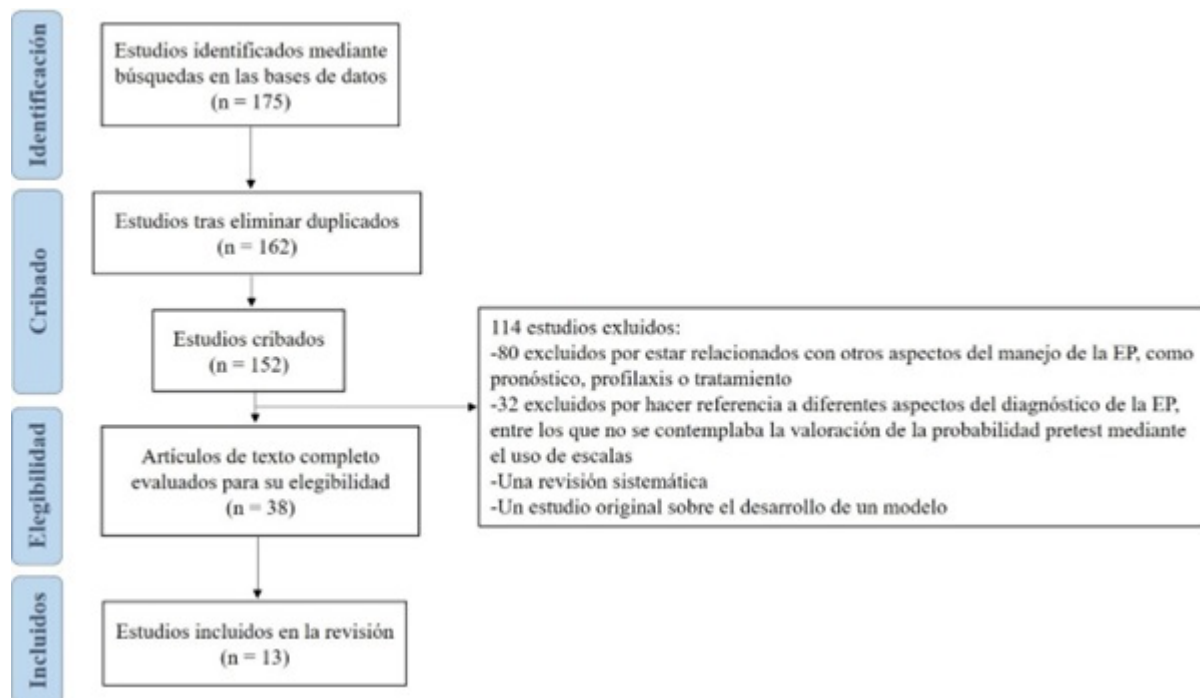 Identificación
Estudios identificados mediante
búsquedas en las bases de datos
(n = 175)
Cribado
Estudios tras eliminar duplicados
(n = 162)
Estudios cribados
(n = 152)
114 estudios exluidos:
-80 excluidos por estar relacionados con otros aspectos del manejo de la EP, como
pronóstico, profilaxis o tratamiento
-32 excluidos por hacer referencia a diferentes aspectos del diagnóstico de la EP,
entre los que no se contemplaba la valoración de la probabilidad pretest mediante
el uso de escalas
-Una revisión sistemática
-Un estudio original sobre el desarrollo de un modelo
Elegibilidad
Artículos de texto completo
evaluados para su elegibilidad
(n = 38)
Incluidos
Estudios incluidos en la revisión
(n = 13)